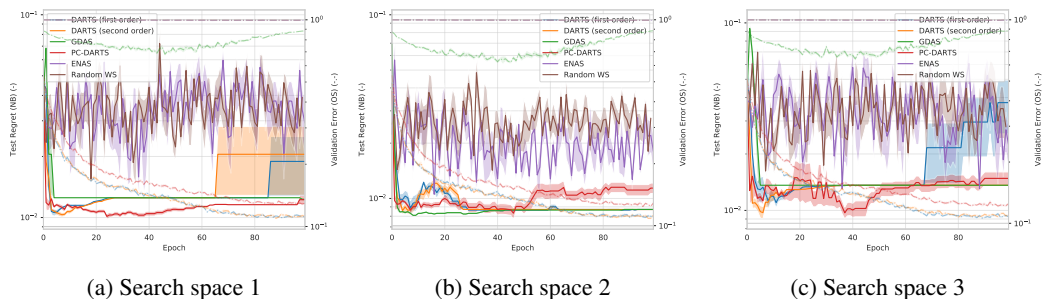 10⁻¹
10⁻²
Test Regret (NB)
0
20
40
60
80
Epoch
10⁰
10⁻¹
Validation Error (OS) (-.-)
DARTS (first order)
DARTS (second order)
GDAS
PC-DARTS
ENAS
Random WS
10⁻¹
10⁻²
Test Regret (NB)
0
20
40
60
80
Epoch
10⁰
10⁻¹
Validation Error (OS) (-.-)
DARTS (first order)
DARTS (second order)
GDAS
PC-DARTS
ENAS
Random WS
10⁻¹
10⁻²
Test Regret (NB)
0
20
40
60
80
Epoch
10⁰
10⁻¹
Validation Error (OS) (-.-)
DARTS (first order)
DARTS (second order)
GDAS
PC-DARTS
ENAS
Random WS
(a) Search space 1
(b) Search space 2
(c) Search space 3